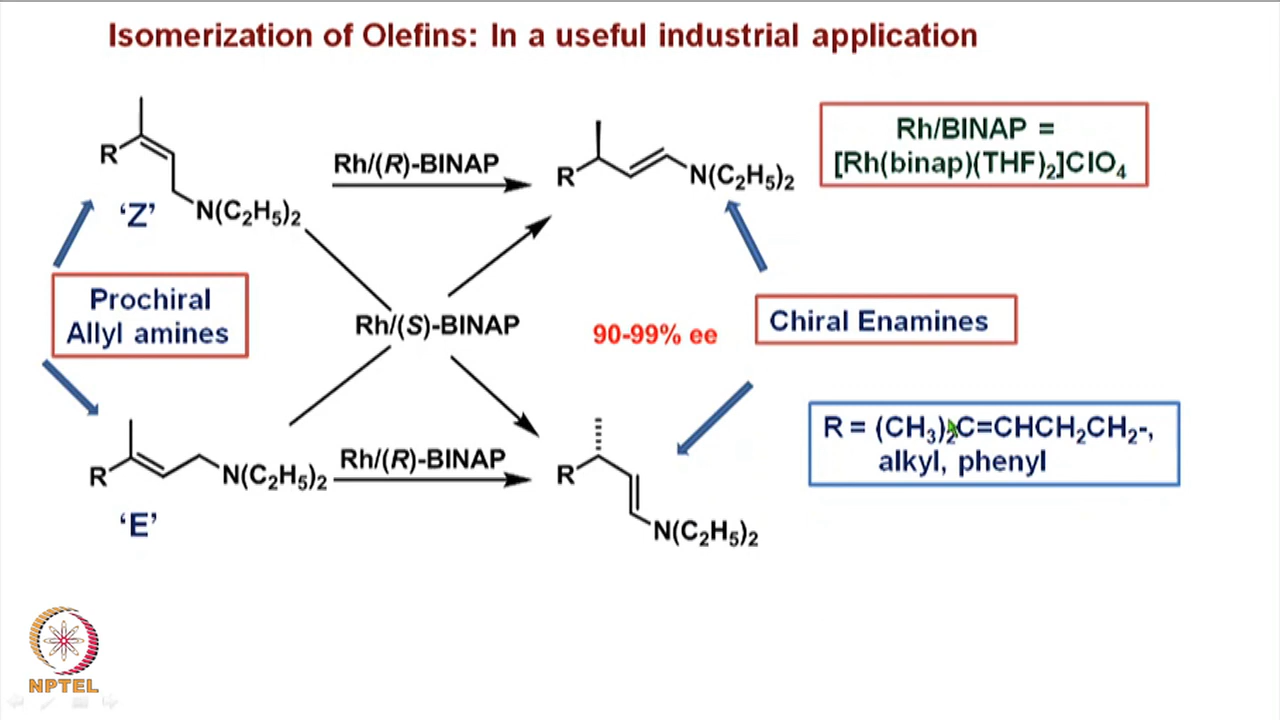 Isomerization of Olefins: In a useful industrial application
R
N(C₂H₅)₂
'Z'
Rh/(R)-BINAP
R
N(C₂H₅)₂
Rh/BINAP =
[Rh(binap)(THF)₂]ClO₄
Prochiral
Allyl amines
Rh/(S)-BINAP
90-99% ee
Chiral Enamines
R
N(C₂H₅)₂
'E'
Rh/(R)-BINAP
R
N(C₂H₅)₂
R = (CH₃)₂C=CHCH₂CH₂-,
alkyl, phenyl
NPTEL